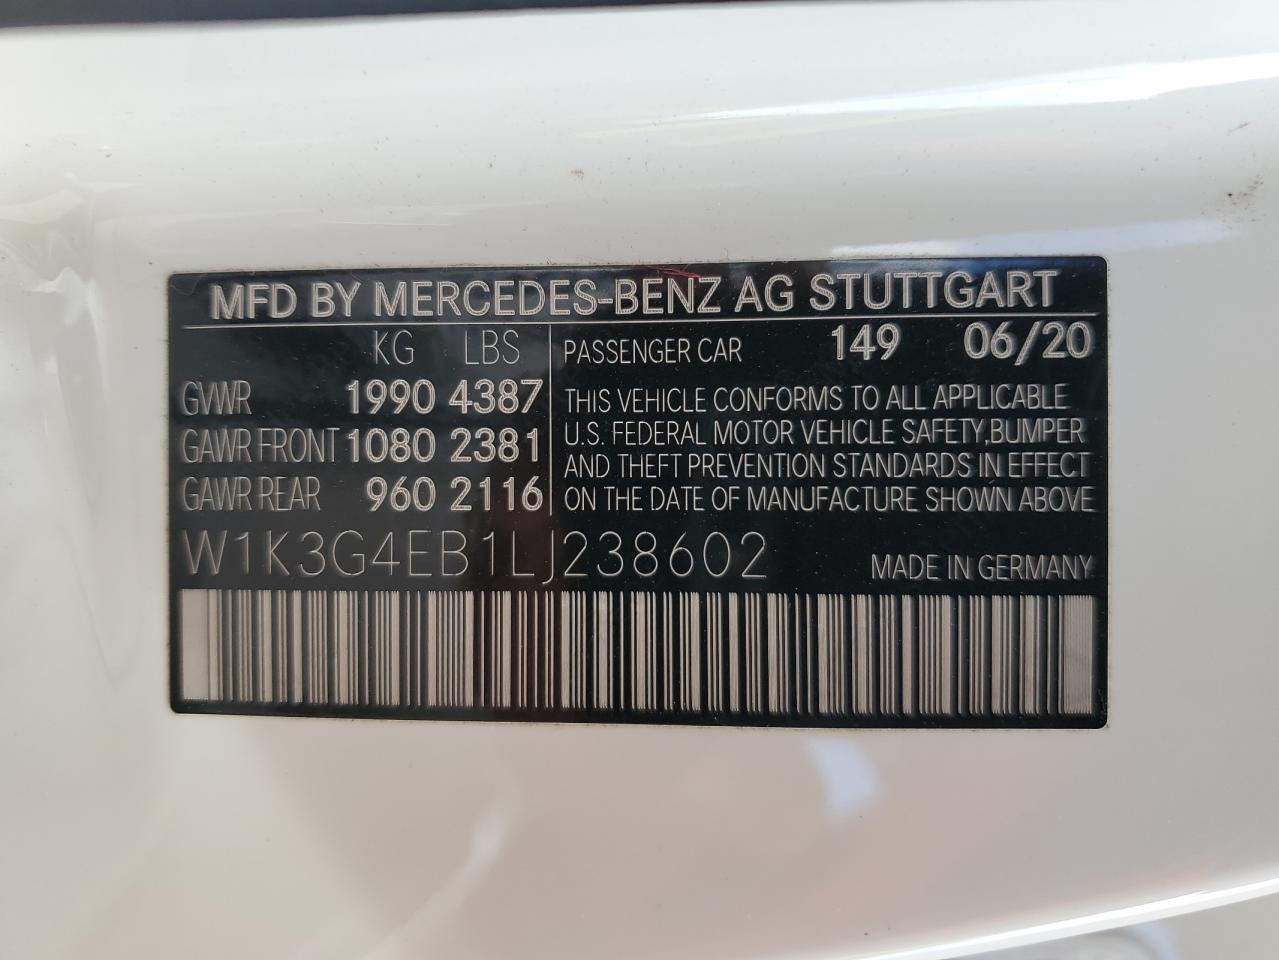 MFD BY MERCEDES-BENZ AG STUTTGART
KG LBS
GVWR 1990 4387
GAWR FRONT 1080 2381
GAWR REAR 960 2116
PASSENGER CAR 149 06/20
THIS VEHICLE CONFORMS TO ALL APPLICABLE
U.S. FEDERAL MOTOR VEHICLE SAFETY, BUMPER
AND THEFT PREVENTION STANDARDS IN EFFECT
ON THE DATE OF MANUFACTURE SHOWN ABOVE
W1K3G4EB1LJ238602
MADE IN GERMANY